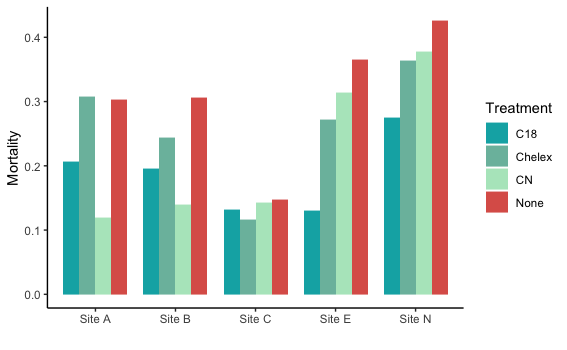 Mortality
0.4
0.3
0.2
0.1
0.0
Site A Site B Site C Site E Site N
Treatment
C18
Chelex
CN
None